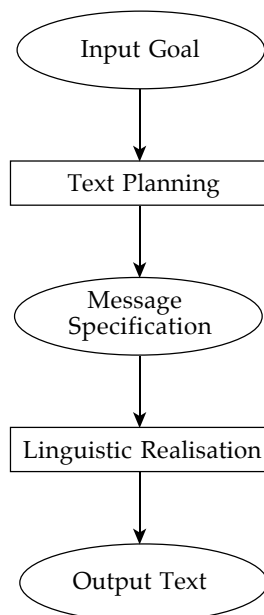 Input Goal
Text Planning
Message
Specification
Linguistic Realisation
Output Text